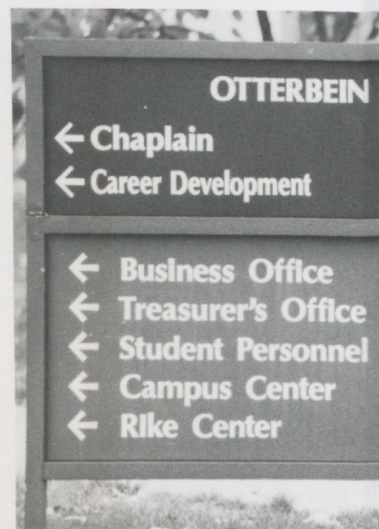 OTTERBEIN
← Chaplain
← Career Development
← Business Office
← Treasurer's Office
← Student Personnel
← Campus Center
← Rike Center